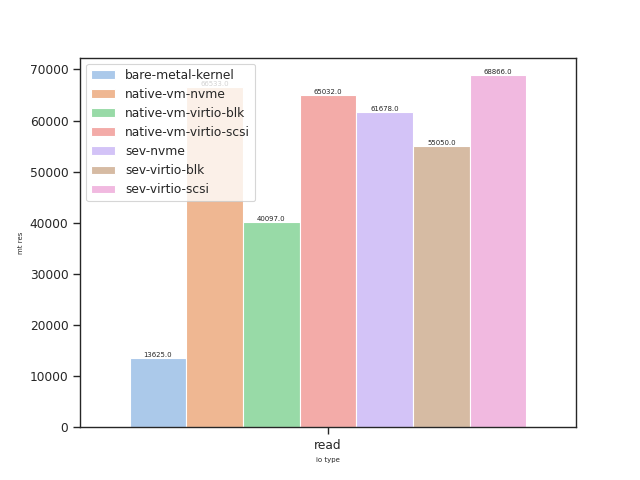 70000
60000
50000
40000
30000
20000
10000
0
mt res
bare-metal-kernel
native-vm-nvme
native-vm-virtio-blk
native-vm-virtio-scsi
sev-nvme
sev-virtio-blk
sev-virtio-scsi
13625.0
40097.0
65032.0
61678.0
55050.0
68866.0
read
io type